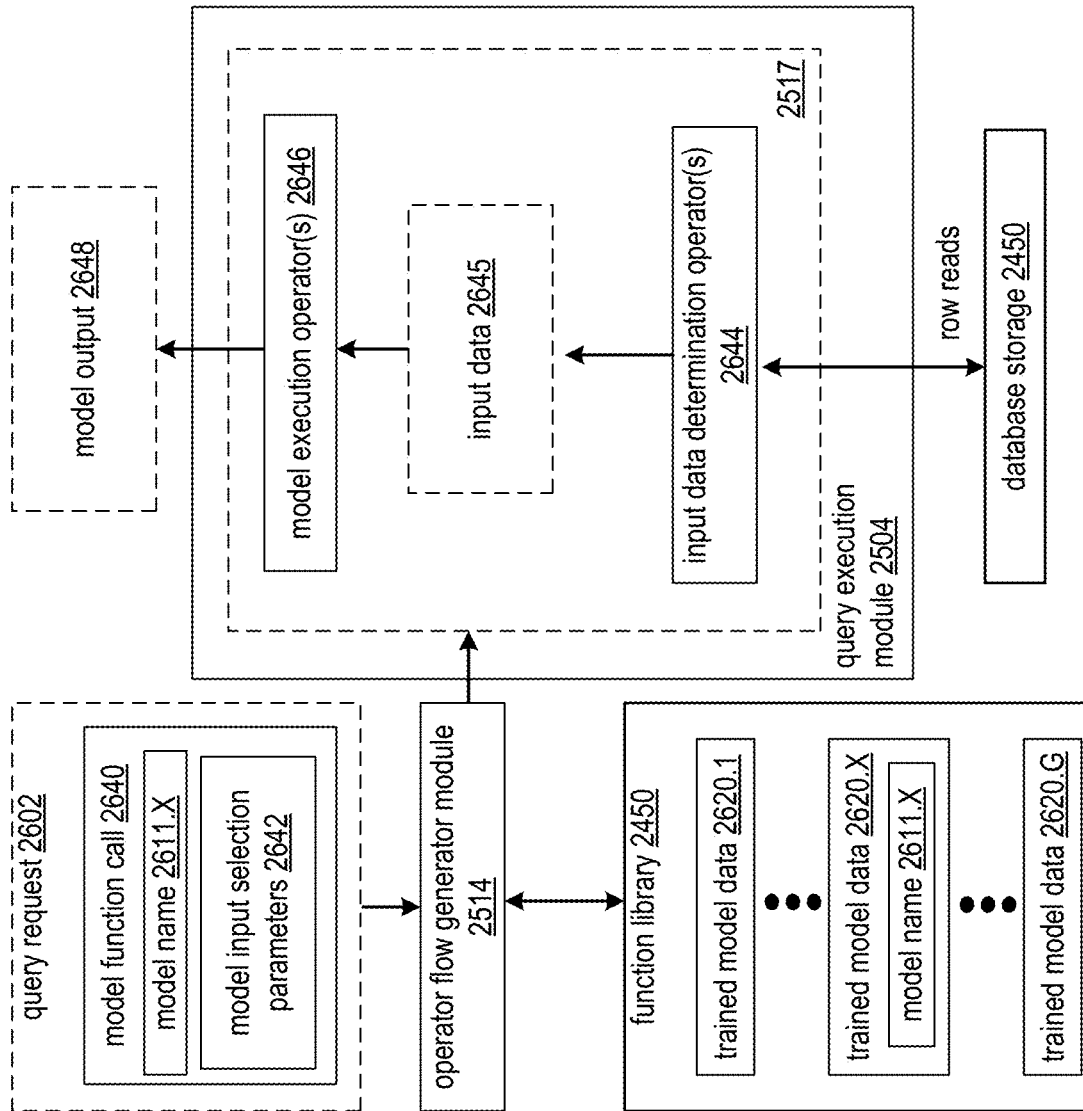 query request 2602
model function call 2640
model name 2611.X
model input selection
parameters 2642
operator flow generator module
2514
function library 2450
trained model data 2620.1
trained model data 2620.X
model name 2611.X
trained model data 2620.G
model output 2648
model execution operator(s) 2646
input data 2645
input data determination operator(s)
2644
2517
query execution
module 2504
row reads
database storage 2450